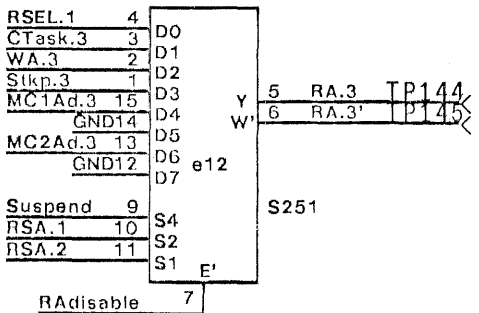 RSEL.1 4 D0
CTask.3 3 D1
WA.3 2 D2
Stkp.3 1 D3
MC1Ad.3 15 D4
GND14 D5
MC2Ad.3 13 D6
GND12 D7
Y 5 RA.3 TP144
W' 6 RA.3' TP145
e12
Suspend 9 S4
RSA.1 10 S2
RSA.2 11 S1
S251
E'
RAdisable 7